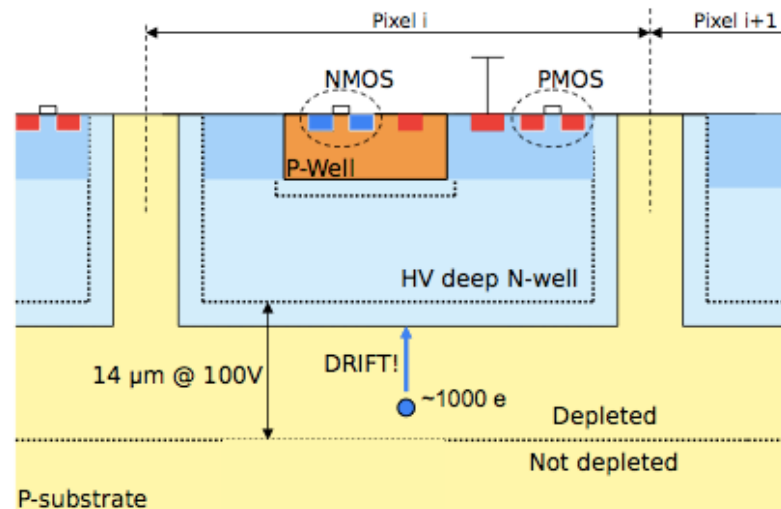 Pixel i
Pixel i+1
NMOS
PMOS
P-Well
HV deep N-well
14 µm @ 100V
DRIFT!
~1000 e
Depleted
Not depleted
P-substrate